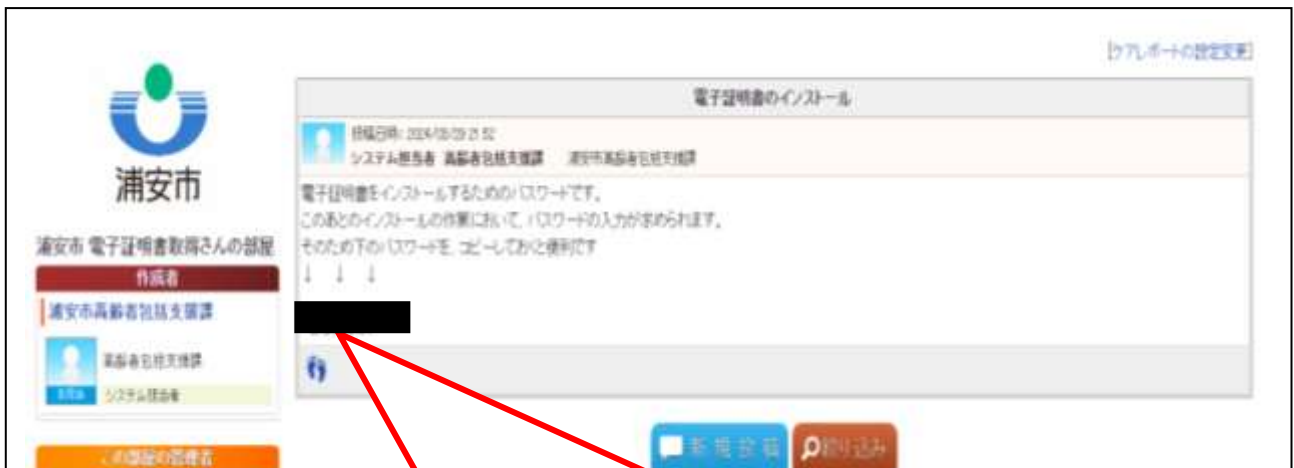 [ケアレポートの設定変更]
浦安市
浦安市 電子証明書取得さんの部屋
作成者
浦安市高齢者包括支援課
高齢者包括支援課
システム担当者
この部屋の管理者
電子証明書のインストール
投稿日時:
システム担当者 高齢者包括支援課 浦安市高齢者包括支援課
電子証明書をインストールするためのパスワードです。
このあとのインストールの作業において、パスワードの入力が求められます。
そのため下のパスワードを、コピーしておくと便利です
↓ ↓ ↓
新規投稿
絞り込み